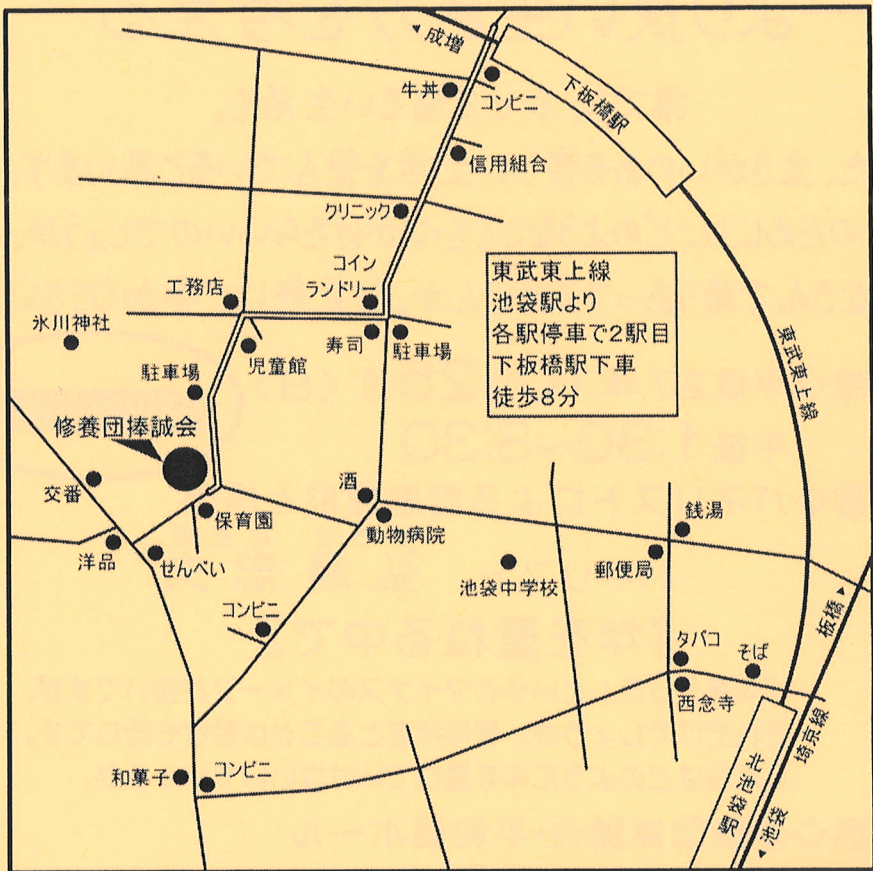 ◀成増
下板橋駅
牛丼
コンビニ
信用組合
クリニック
コイン
ランドリー
工務店
氷川神社
児童館
寿司
駐車場
駐車場
東武東上線
池袋駅より
各駅停車で2駅目
下板橋駅下車
徒歩8分
東武東上線
修養団捧誠会
交番
保育園
酒
動物病院
洋品
せんべい
池袋中学校
銭湯
郵便局
コンビニ
板橋▶
タバコ
そば
西念寺
埼京線
和菓子
コンビニ
北池袋駅
◀池袋